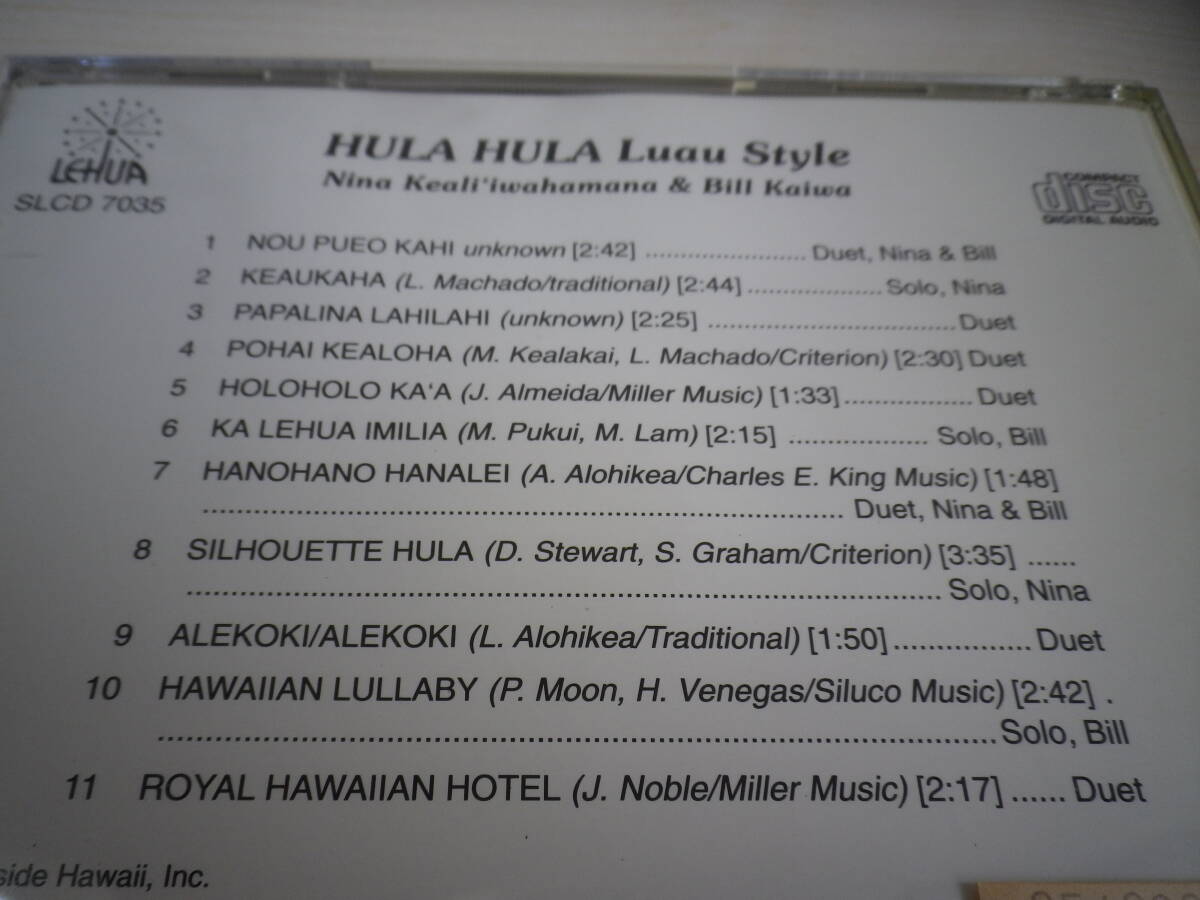 LEHUA
SLCD 7035
HULA HULA Luau Style
Nina Keali'iwahamana & Bill Kaiwa
COMPACT
disc
DIGITAL AUDIO
1 NOU PUEO KAHI unknown [2:42] ........................ Duet, Nina & Bill
2 KEAUKAHA (L. Machado/traditional) [2:44] .................... Solo, Nina
3 PAPALINA LAHILAHI (unknown) [2:25] ..................................... Duet
4 POHAI KEALOHA (M. Kealakai, L. Machado/Criterion) [2:30] Duet
5 HOLOHOLO KA'A (J. Almeida/Miller Music) [1:33] .................. Duet
6 KA LEHUA IMILIA (M. Pukui, M. Lam) [2:15] ................... Solo, Bill
7 HANOHANO HANALEI (A. Alohikea/Charles E. King Music) [1:48]
............................................................................ Duet, Nina & Bill
8 SILHOUETTE HULA (D. Stewart, S. Graham/Criterion) [3:35] ......
........................................................................................ Solo, Nina
9 ALEKOKI/ALEKOKI (L. Alohikea/Traditional) [1:50] ................ Duet
10 HAWAIIAN LULLABY (P. Moon, H. Venegas/Siluco Music) [2:42] .
........................................................................................ Solo, Bill
11 ROYAL HAWAIIAN HOTEL (J. Noble/Miller Music) [2:17] ...... Duet
side Hawaii, Inc.